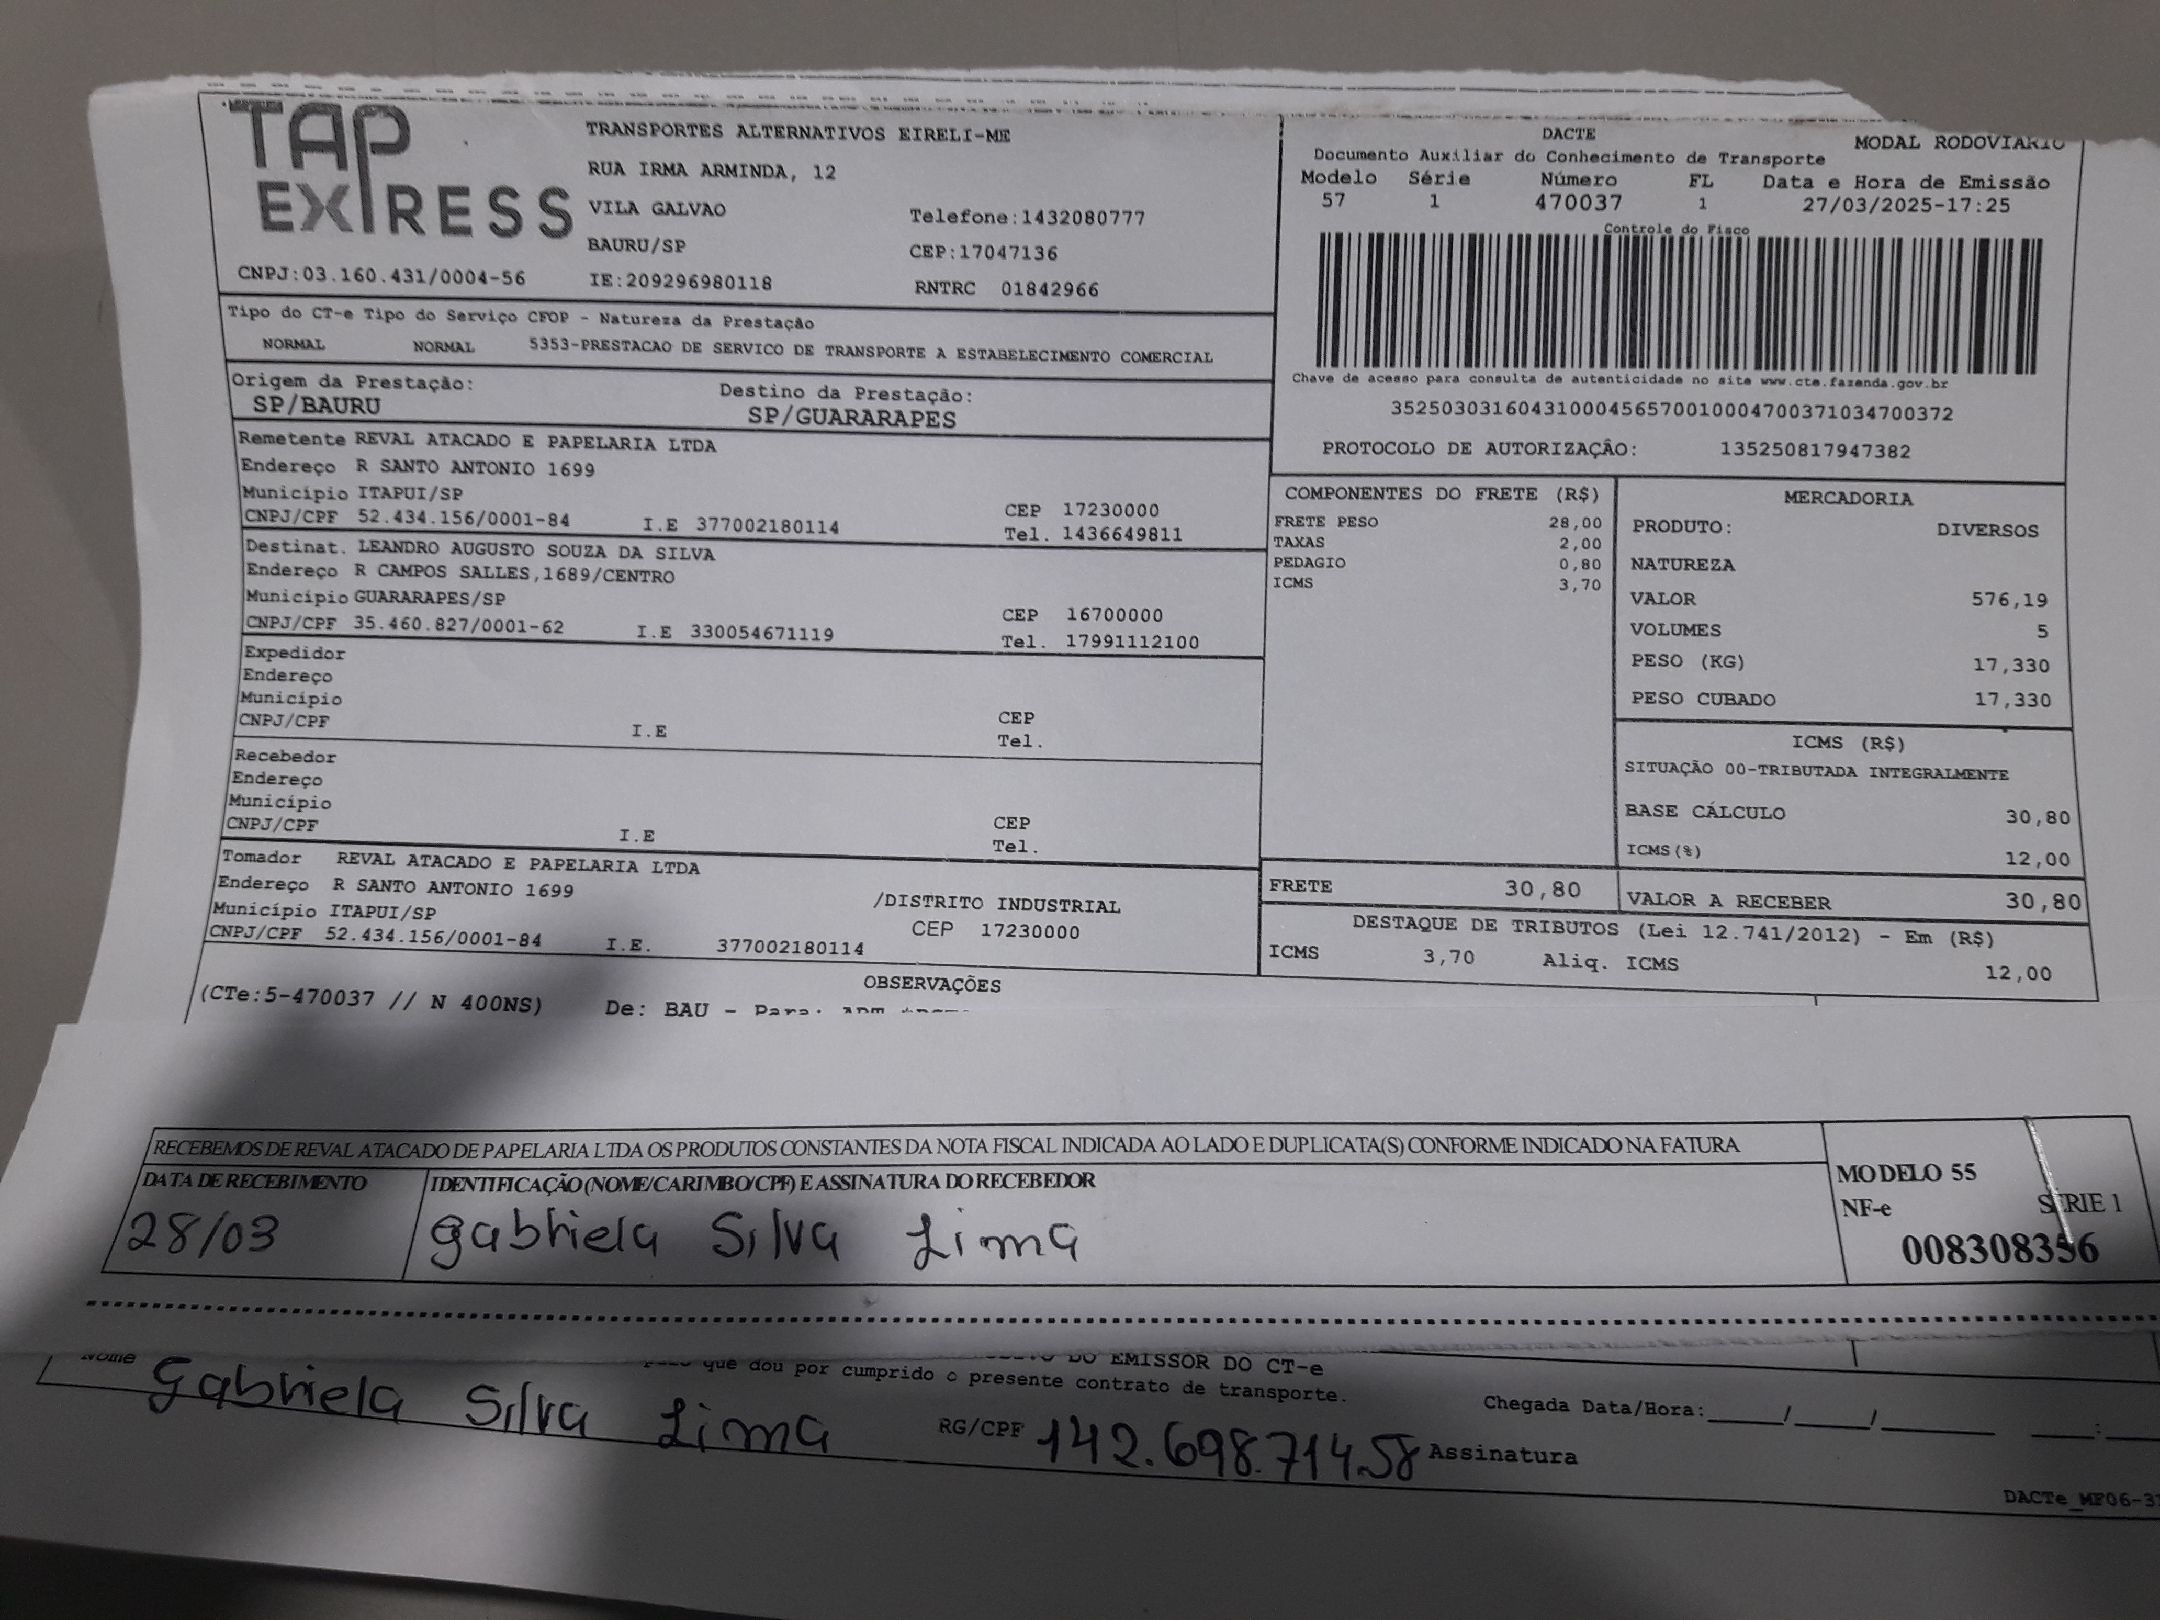 TAP EXPRESS
TRANSPORTES ALTERNATIVOS EIRELI-ME
RUA IRMA ARMINDA, 12
VILA GALVAO Telefone:1432080777
BAURU/SP CEP:17047136
CNPJ:03.160.431/0004-56 IE:209296980118 RNTRC 01842966
DACTE MODAL RODOVIARIO
Documento Auxiliar do Conhecimento de Transporte
Modelo Série Número FL Data e Hora de Emissão
57 1 470037 1 27/03/2025-17:25
Controle do Fisco
Chave de acesso para consulta de autenticidade no site www.cte.fazenda.gov.br
35250303160431000456570010004700371034700372
PROTOCOLO DE AUTORIZAÇÃO: 135250817947382
Tipo do CT-e Tipo do Serviço CFOP - Natureza da Prestação
NORMAL NORMAL 5353-PRESTACAO DE SERVICO DE TRANSPORTE A ESTABELECIMENTO COMERCIAL
Origem da Prestação: Destino da Prestação:
SP/BAURU SP/GUARARAPES
Remetente REVAL ATACADO E PAPELARIA LTDA
Endereço R SANTO ANTONIO 1699
Município ITAPUI/SP CEP 17230000
CNPJ/CPF 52.434.156/0001-84 I.E 377002180114 Tel. 1436649811
Destinat. LEANDRO AUGUSTO SOUZA DA SILVA
Endereço R CAMPOS SALLES,1689/CENTRO
Município GUARARAPES/SP CEP 16700000
CNPJ/CPF 35.460.827/0001-62 I.E 330054671119 Tel. 17991112100
Expedidor
Endereço
Município CEP
CNPJ/CPF I.E Tel.
Recebedor
Endereço
Município CEP
CNPJ/CPF I.E Tel.
Tomador REVAL ATACADO E PAPELARIA LTDA
Endereço R SANTO ANTONIO 1699 /DISTRITO INDUSTRIAL
Município ITAPUI/SP CEP 17230000
CNPJ/CPF 52.434.156/0001-84 I.E. 377002180114
COMPONENTES DO FRETE (R$)
FRETE PESO 28,00
TAXAS 2,00
PEDAGIO 0,80
ICMS 3,70
MERCADORIA
PRODUTO: DIVERSOS
NATUREZA
VALOR 576,19
VOLUMES 5
PESO (KG) 17,330
PESO CUBADO 17,330
ICMS (R$)
SITUAÇÃO 00-TRIBUTADA INTEGRALMENTE
BASE CÁLCULO 30,80
ICMS(%) 12,00
FRETE 30,80 VALOR A RECEBER 30,80
DESTAQUE DE TRIBUTOS (Lei 12.741/2012) - Em (R$)
ICMS 3,70 Aliq. ICMS 12,00
OBSERVAÇÕES
(CTe:5-470037 // N 400NS) De: BAU - Para:
RECEBEMOS DE REVAL ATACADO DE PAPELARIA LTDA OS PRODUTOS CONSTANTES DA NOTA FISCAL INDICADA AO LADO E DUPLICATA(S) CONFORME INDICADO NA FATURA
DATA DE RECEBIMENTO IDENTIFICAÇÃO (NOME/CARIMBO/CPF) E ASSINATURA DO RECEBEDOR
28/03 gabriela Silva Lima
MODELO 55
NF-e SÉRIE 1
008308356
DO EMISSOR DO CT-e
que dou por cumprido o presente contrato de transporte.
Nome gabriela Silva Lima RG/CPF 142.698.714.58 Assinatura
Chegada Data/Hora:____/____/________ ____:____
DACTe_MF06-